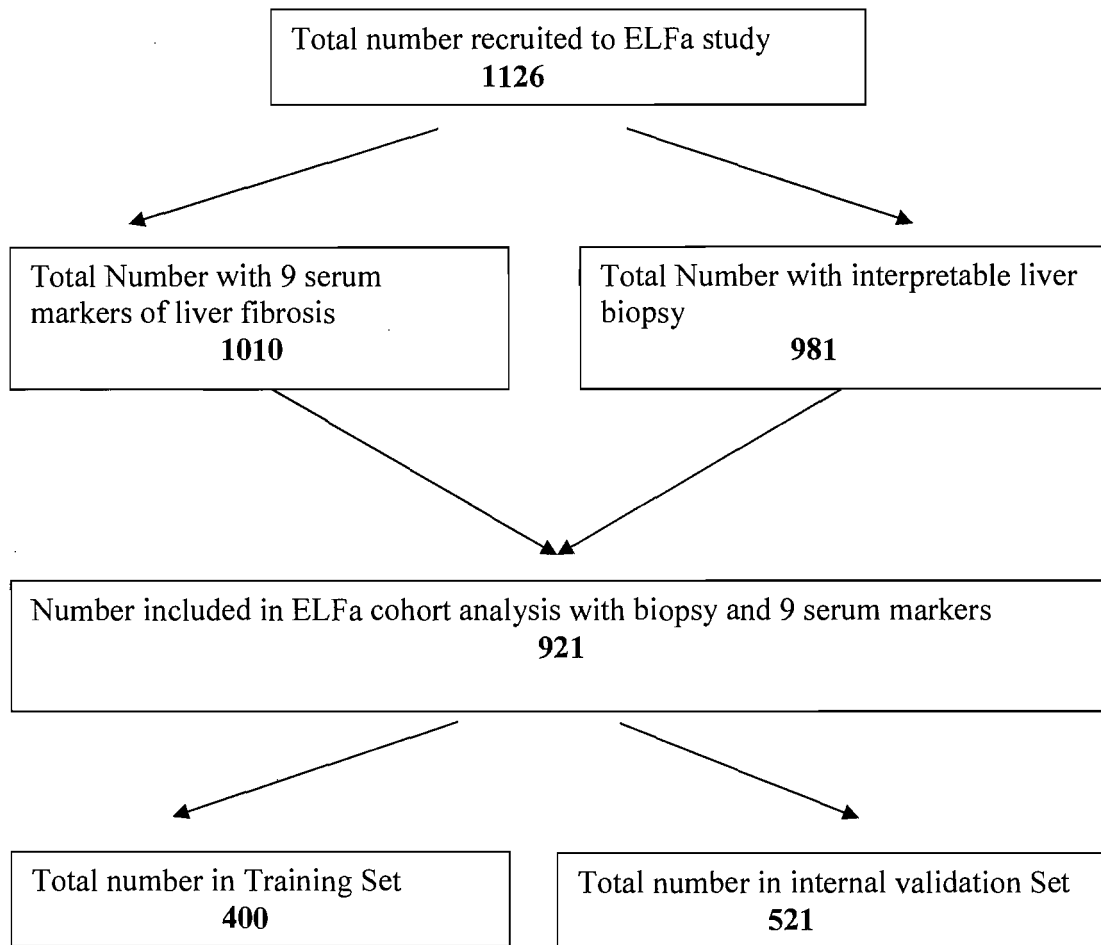 Total number recruited to ELFa study
1126
Total Number with 9 serum
markers of liver fibrosis
1010
Total Number with interpretable liver
biopsy
981
Number included in ELFa cohort analysis with biopsy and 9 serum markers
921
Total number in Training Set
400
Total number in internal validation Set
521